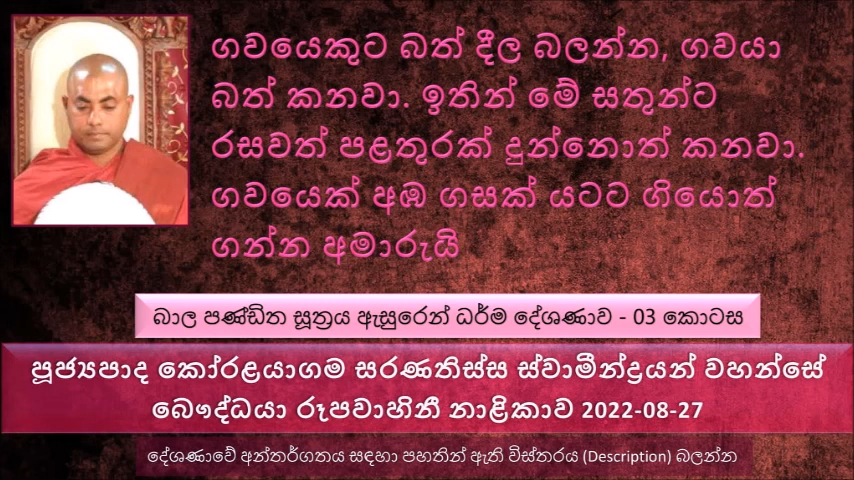 ගවයෙකුට බත් දීල බලන්න, ගවයා
බත් කනවා. ඉතින් මේ සතුන්ට
රසවත් පළතුරක් දුන්නොත් කනවා.
ගවයෙක් අඹ ගසක් යටට ගියොත්
ගන්න අමාරුයි
බාල පණ්ඩිත සූත්‍රය ඇසුරෙන් ධර්ම දේශණාව - 03 කොටස
පූජ්‍යපාද කෝරළයාගම සරණතිස්ස ස්වාමීන්ද්‍රයන් වහන්සේ
බෞද්ධයා රූපවාහිනී නාළිකාව 2022-08-27
දේශණාවේ අන්තර්ගතය සඳහා පහතින් ඇති විස්තරය (Description) බලන්න